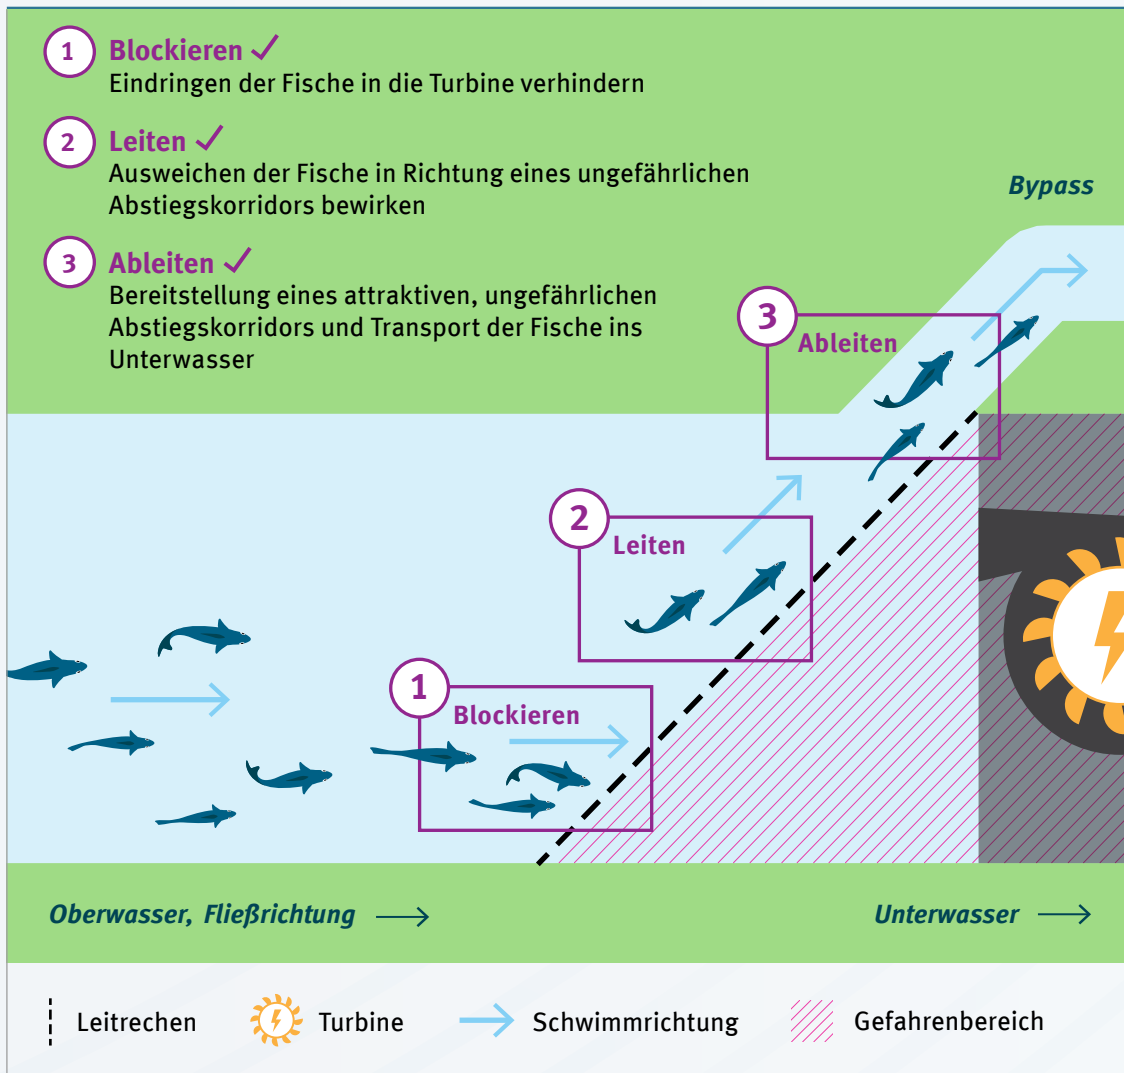 1 Blockieren ✓
Eindringen der Fische in die Turbine verhindern
2 Leiten ✓
Ausweichen der Fische in Richtung eines ungefährlichen
Abstiegskorridors bewirken
3 Ableiten ✓
Bereitstellung eines attraktiven, ungefährlichen
Abstiegskorridors und Transport der Fische ins
Unterwasser
Bypass
3
Ableiten
2
Leiten
1
Blockieren
Oberwasser, Fließrichtung
Unterwasser
Leitrechen
Turbine
Schwimmrichtung
Gefahrenbereich